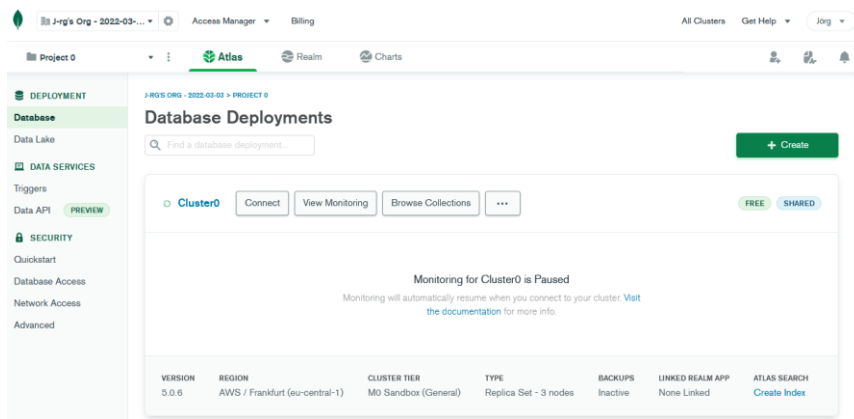 J-rg's Org - 2022-03-... Access Manager Billing All Clusters Get Help Jörg
Project 0 Atlas Realm Charts
DEPLOYMENT
Database
Data Lake
DATA SERVICES
Triggers
Data API PREVIEW
SECURITY
Quickstart
Database Access
Network Access
Advanced
J-RG'S ORG - 2022-03-03 > PROJECT 0
Database Deployments
Find a database deployment...
+ Create
Cluster0 Connect View Monitoring Browse Collections ... FREE SHARED
Monitoring for Cluster0 is Paused
Monitoring will automatically resume when you connect to your cluster. Visit
the documentation for more info.
VERSION REGION CLUSTER TIER TYPE BACKUPS LINKED REALM APP ATLAS SEARCH
5.0.6 AWS / Frankfurt (eu-central-1) M0 Sandbox (General) Replica Set - 3 nodes Inactive None Linked Create Index